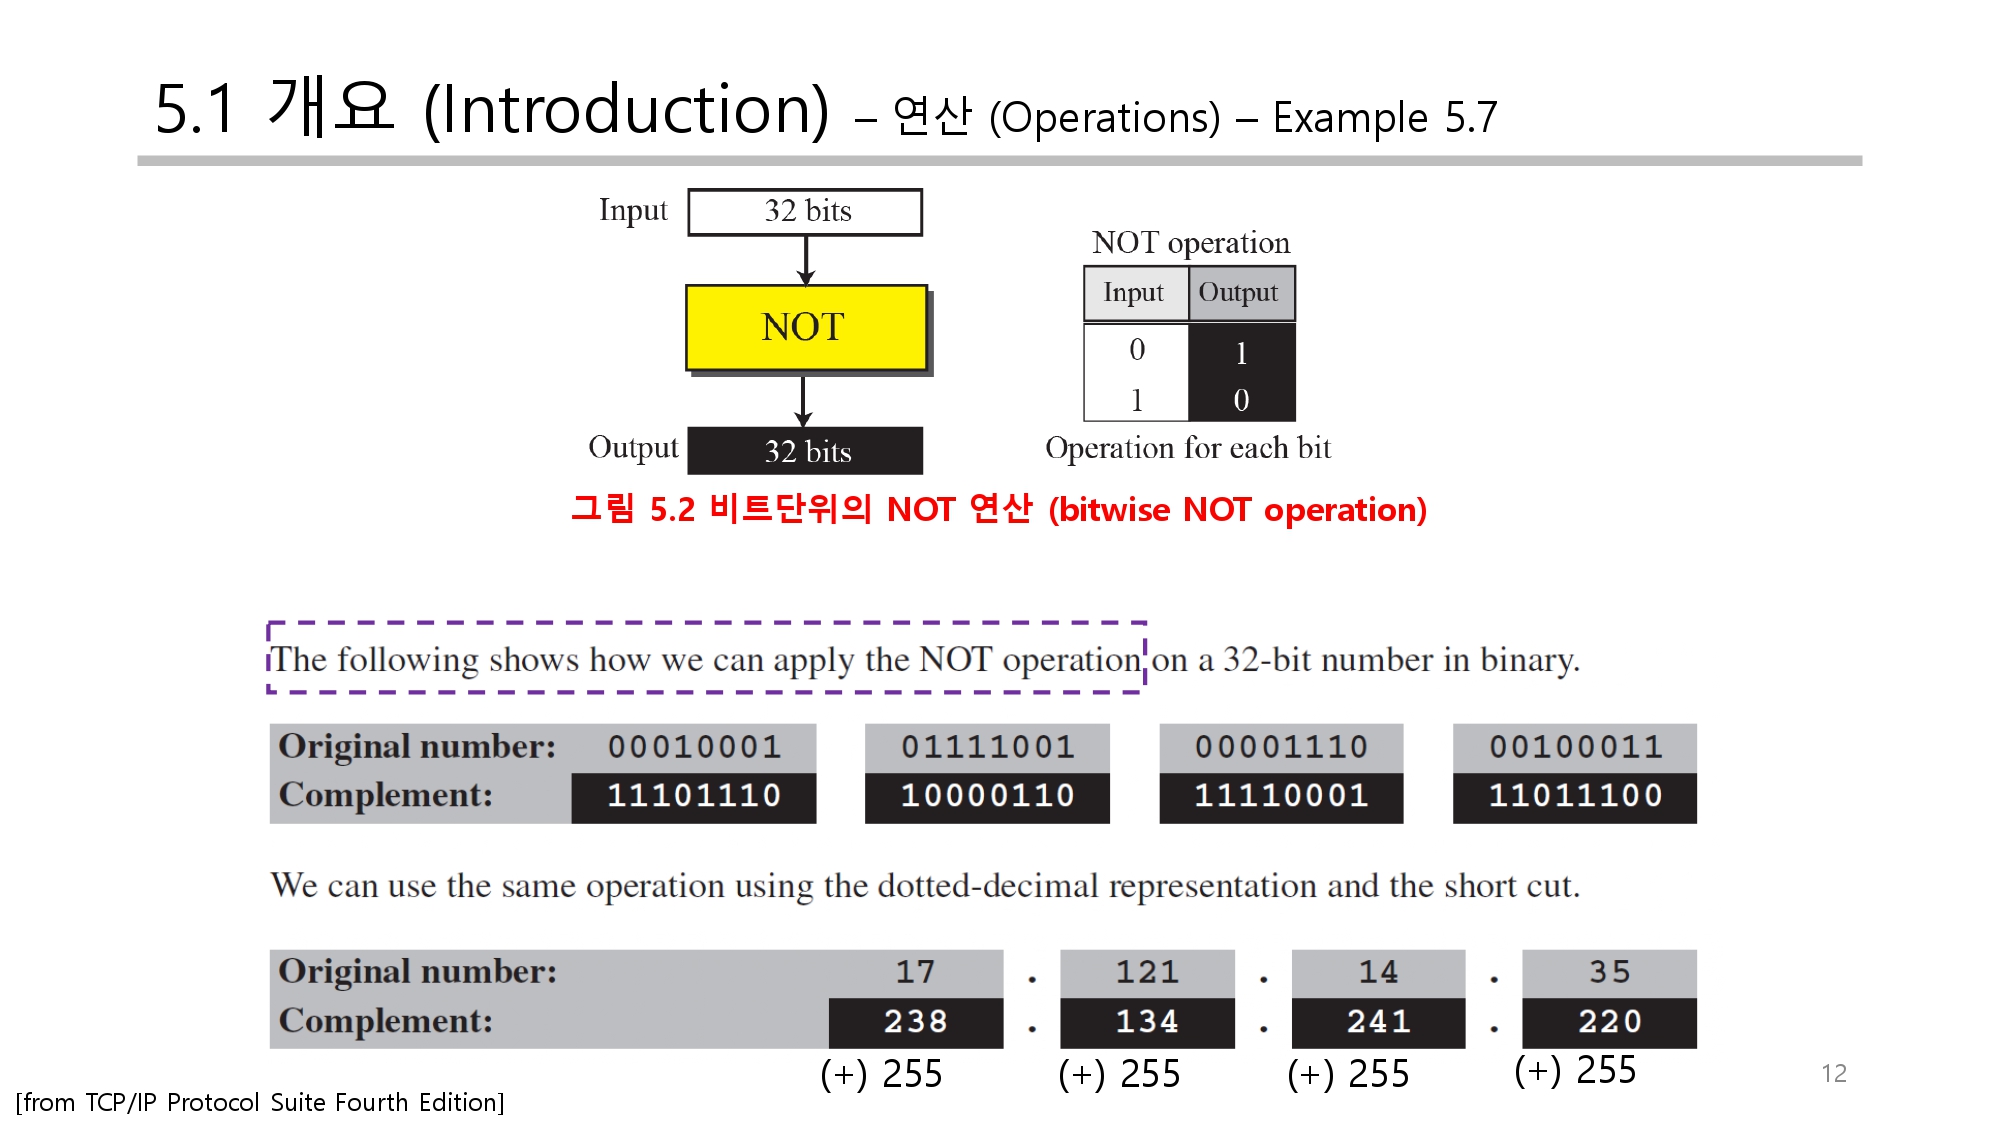 5.1 개요 (Introduction) – 연산 (Operations) – Example 5.7
Input 32 bits
NOT
Output 32 bits
NOT operation
Input Output
0 1
1 0
Operation for each bit
그림 5.2 비트단위의 NOT 연산 (bitwise NOT operation)
The following shows how we can apply the NOT operation on a 32-bit number in binary.
Original number: 00010001 01111001 00001110 00100011
Complement: 11101110 10000110 11110001 11011100
We can use the same operation using the dotted-decimal representation and the short cut.
Original number: 17 . 121 . 14 . 35
Complement: 238 . 134 . 241 . 220
(+) 255 (+) 255 (+) 255 (+) 255
12
[from TCP/IP Protocol Suite Fourth Edition]